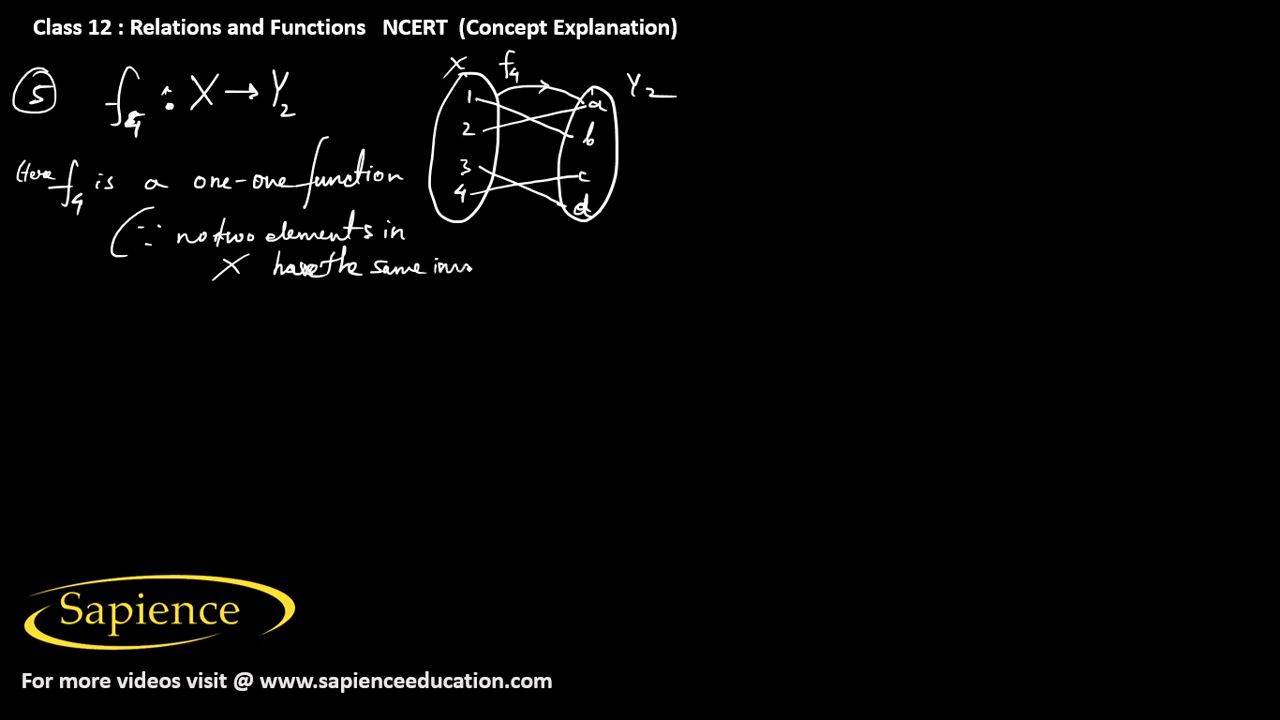 Class 12 : Relations and Functions NCERT (Concept Explanation)
5 f4 : X → Y2
X f4 Y2
1 a
2 b
3 c
4 d
Here f4 is a one-one function
(∵ no two elements in
X have the same
Sapience
For more videos visit @ www.sapienceeducation.com